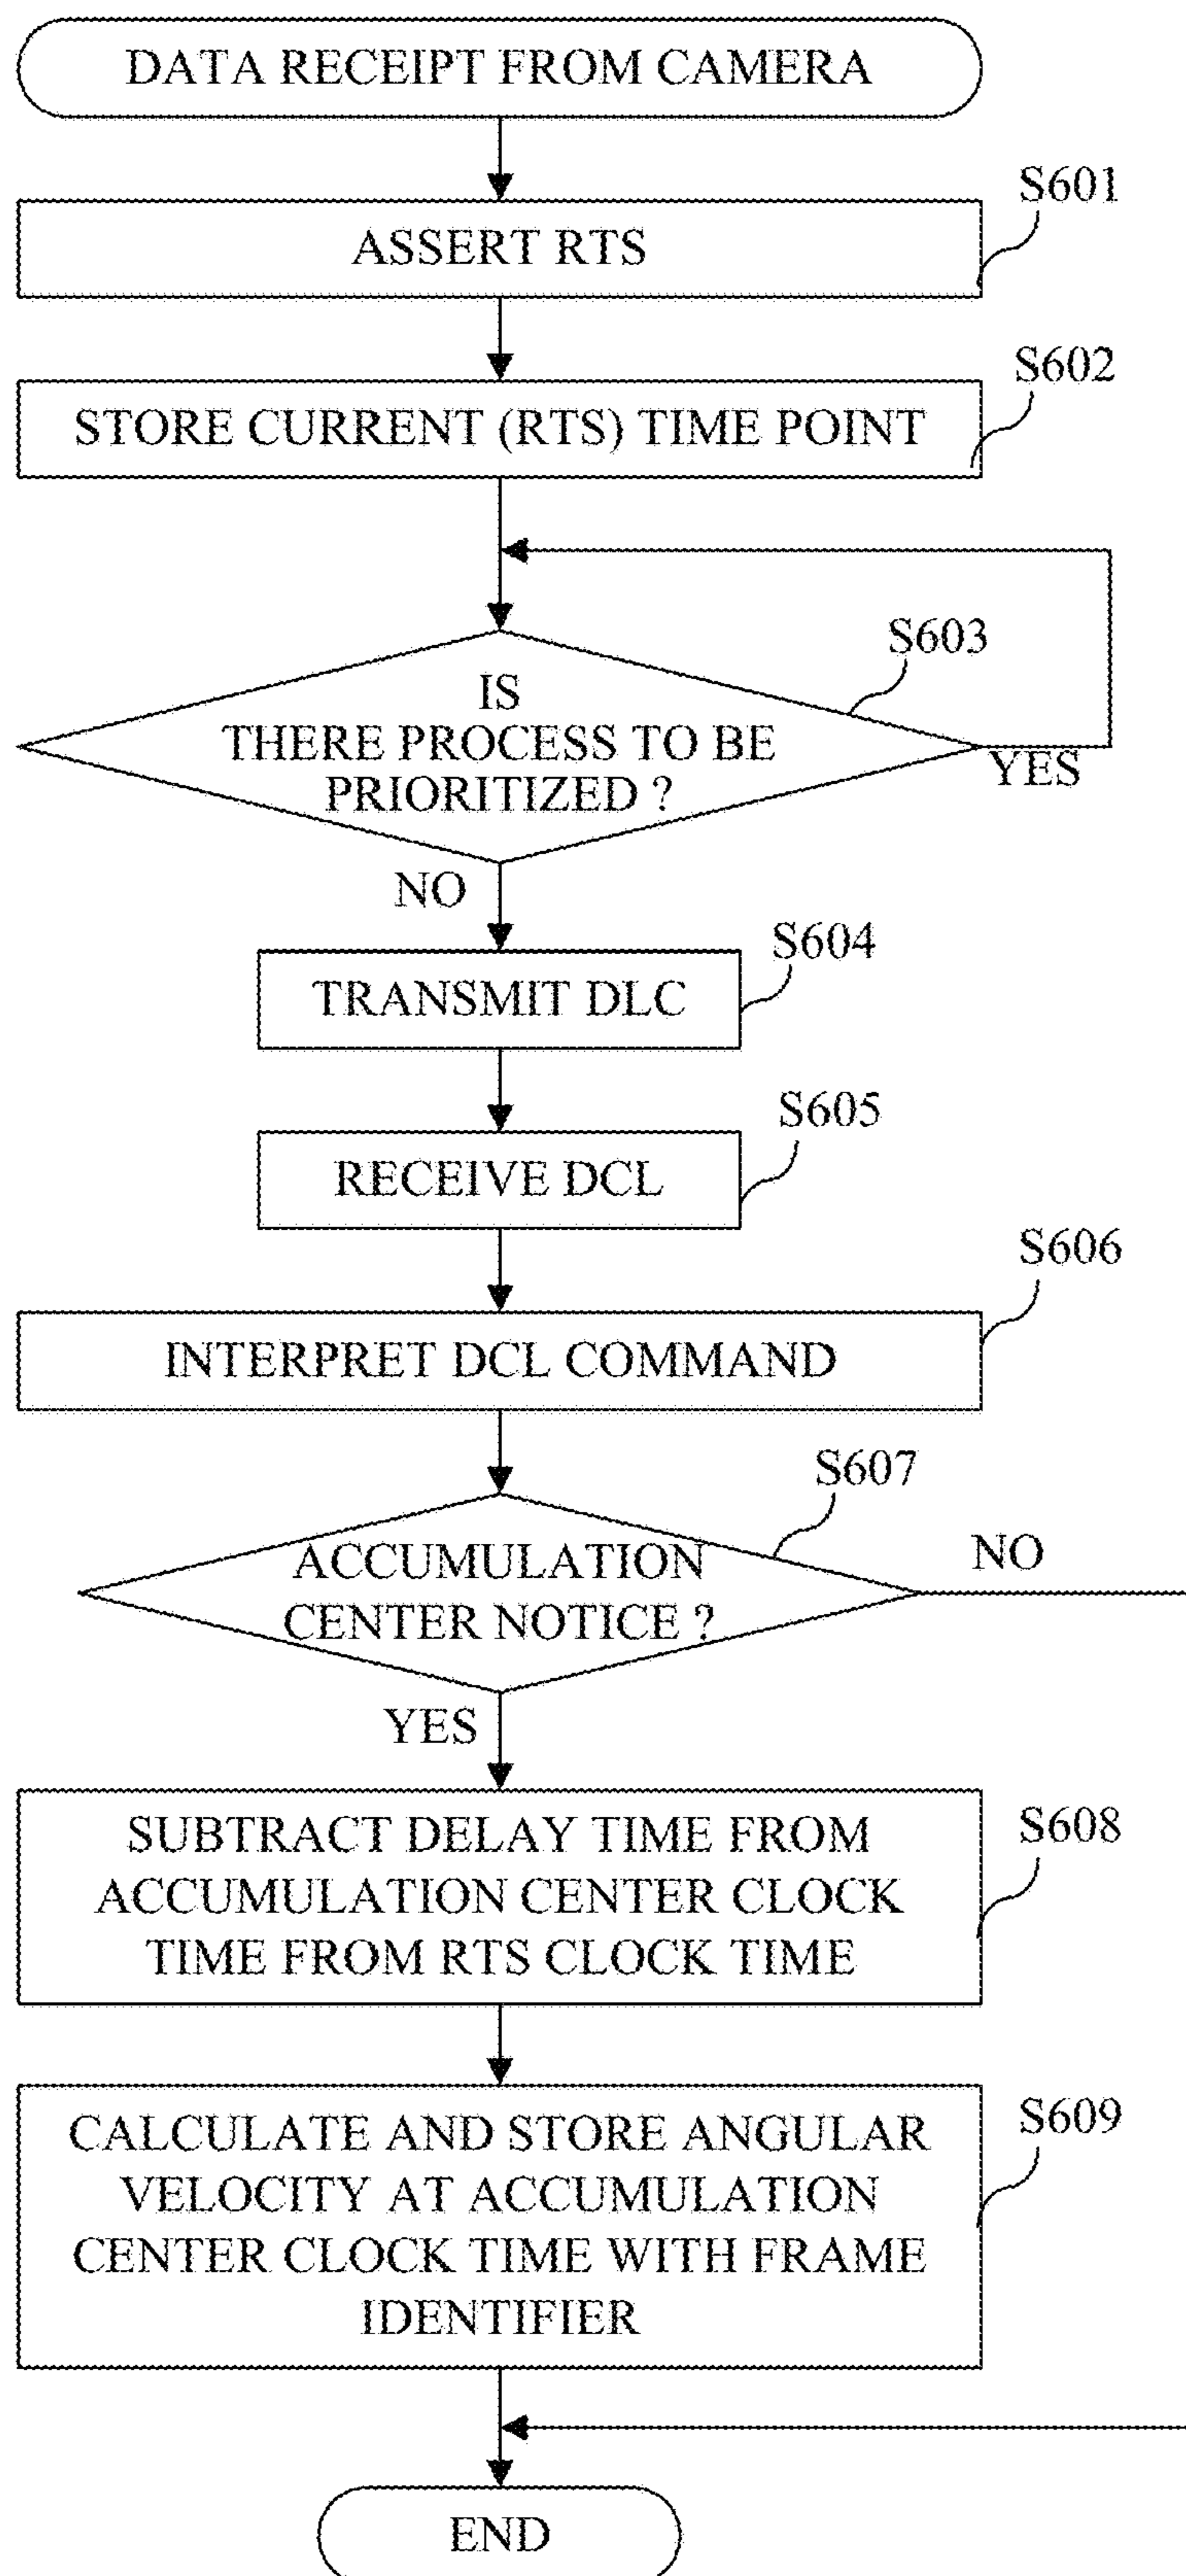 DATA RECEIPT FROM CAMERA
S601
ASSERT RTS
S602
STORE CURRENT (RTS) TIME POINT
S603
IS
THERE PROCESS TO BE
PRIORITIZED ?
YES
NO
S604
TRANSMIT DLC
S605
RECEIVE DCL
S606
INTERPRET DCL COMMAND
S607
ACCUMULATION
CENTER NOTICE ?
NO
YES
S608
SUBTRACT DELAY TIME FROM
ACCUMULATION CENTER CLOCK
TIME FROM RTS CLOCK TIME
S609
CALCULATE AND STORE ANGULAR
VELOCITY AT ACCUMULATION
CENTER CLOCK TIME WITH FRAME
IDENTIFIER
END